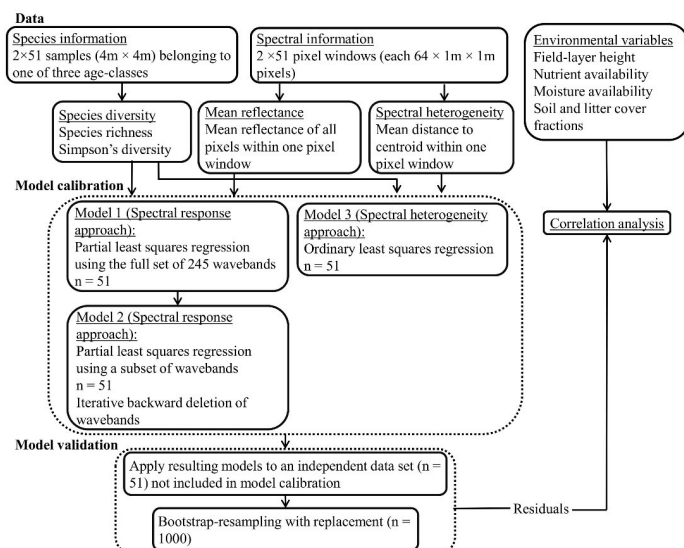 Data
Species information
2×51 samples (4m × 4m) belonging to
one of three age-classes
Spectral information
2 ×51 pixel windows (each 64 × 1m × 1m
pixels)
Environmental variables
Field-layer height
Nutrient availability
Moisture availability
Soil and litter cover
fractions
Species diversity
Species richness
Simpson's diversity
Mean reflectance
Mean reflectance of all
pixels within one pixel
window
Spectral heterogeneity
Mean distance to
centroid within one
pixel window
Model calibration
Model 1 (Spectral response
approach):
Partial least squares regression
using the full set of 245 wavebands
n = 51
Model 3 (Spectral heterogeneity
approach):
Ordinary least squares regression
n = 51
Correlation analysis
Model 2 (Spectral response
approach):
Partial least squares regression
using a subset of wavebands
n = 51
Iterative backward deletion of
wavebands
Model validation
Apply resulting models to an independent data set (n =
51) not included in model calibration
Residuals
Bootstrap-resampling with replacement (n =
1000)